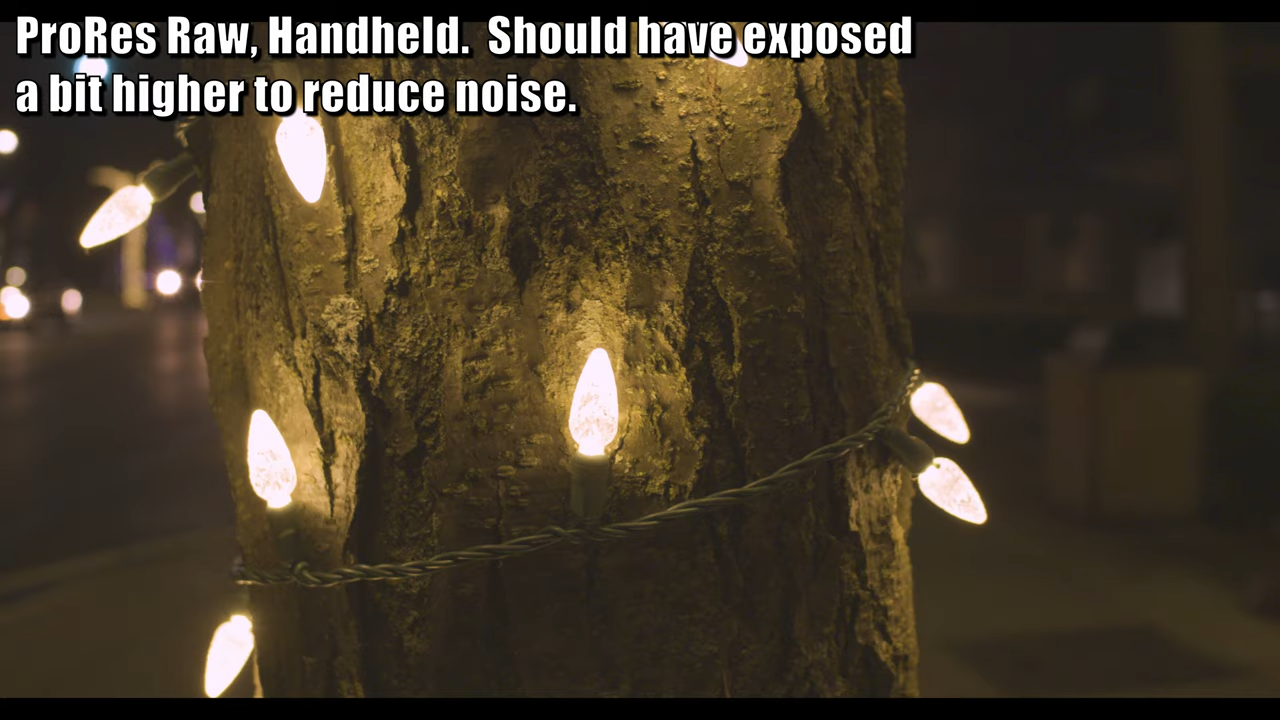 ProRes Raw, Handheld.  Should have exposed
a bit higher to reduce noise.